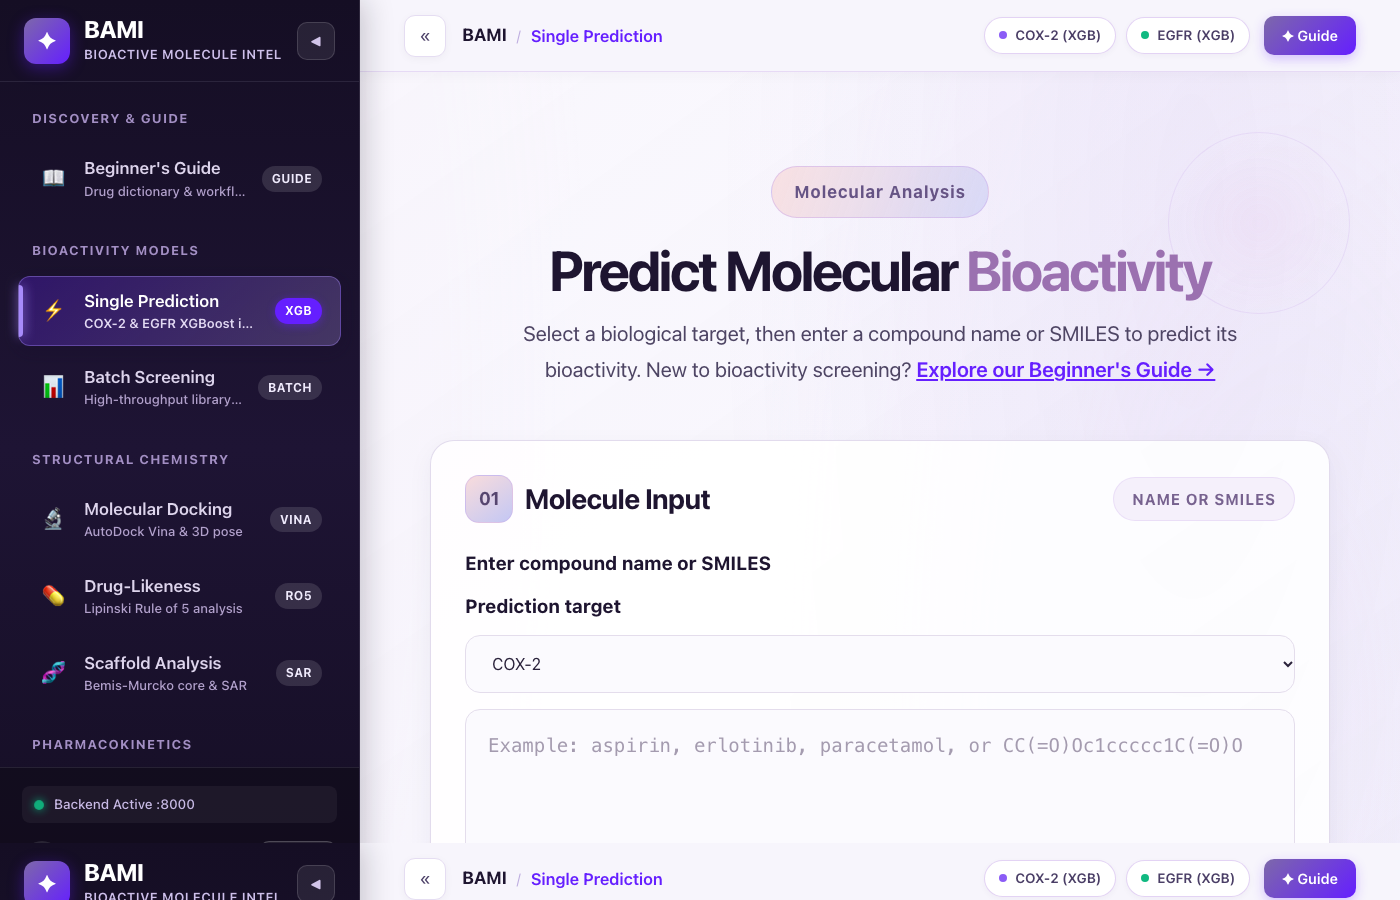 BAMI
BIOACTIVE MOLECULE INTEL
DISCOVERY & GUIDE
Beginner's Guide
Drug dictionary & workfl...
GUIDE
BIOACTIVITY MODELS
Single Prediction
COX-2 & EGFR XGBoost i...
XGB
Batch Screening
High-throughput library...
BATCH
STRUCTURAL CHEMISTRY
Molecular Docking
AutoDock Vina & 3D pose
VINA
Drug-Likeness
Lipinski Rule of 5 analysis
RO5
Scaffold Analysis
Bemis-Murcko core & SAR
SAR
PHARMACOKINETICS
Backend Active :8000
« BAMI / Single Prediction
COX-2 (XGB)
EGFR (XGB)
✦ Guide
Molecular Analysis
Predict Molecular Bioactivity
Select a biological target, then enter a compound name or SMILES to predict its
bioactivity. New to bioactivity screening? Explore our Beginner's Guide →
01 Molecule Input
NAME OR SMILES
Enter compound name or SMILES
Prediction target
COX-2
Example: aspirin, erlotinib, paracetamol, or CC(=O)Oc1ccccc1C(=O)O
BAMI
BIOACTIVE MOLECULE INTEL
« BAMI / Single Prediction
COX-2 (XGB)
EGFR (XGB)
✦ Guide